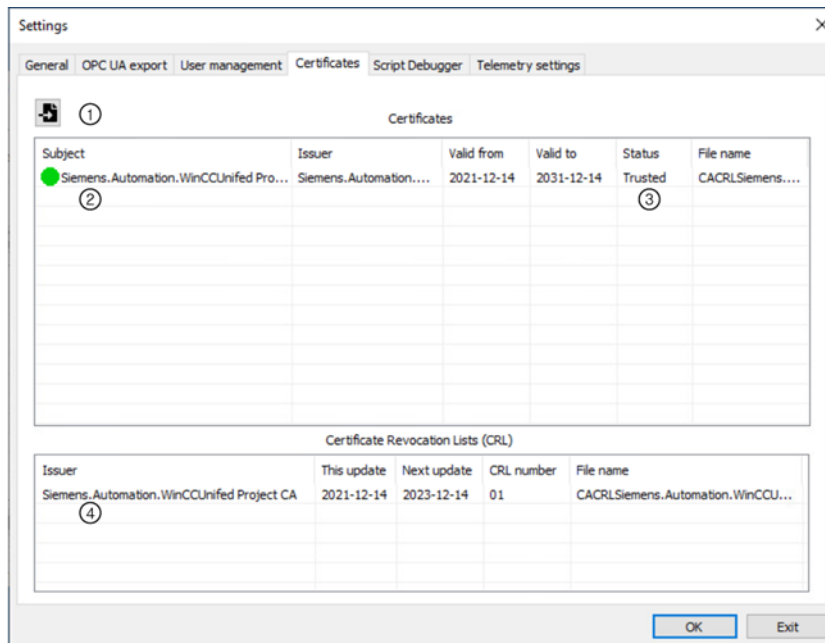 Settings
General OPC UA export User management Certificates Script Debugger Telemetry settings
①
Certificates
Subject Issuer Valid from Valid to Status File name
Siemens.Automation.WinCCUnifed Pro... Siemens.Automation.... 2021-12-14 2031-12-14 Trusted CACRLSiemens....
② ③
Certificate Revocation Lists (CRL)
Issuer This update Next update CRL number File name
Siemens.Automation.WinCCUnifed Project CA 2021-12-14 2023-12-14 01 CACRLSiemens.Automation.WinCCU...
④
OK Exit